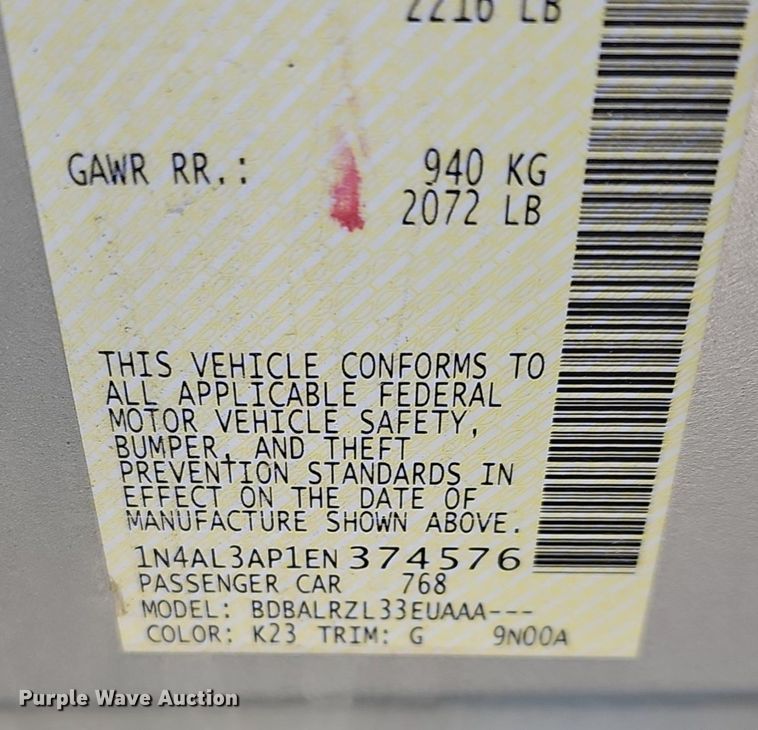 2216 LB
GAWR RR.: 940 KG
2072 LB
THIS VEHICLE CONFORMS TO
ALL APPLICABLE FEDERAL
MOTOR VEHICLE SAFETY,
BUMPER, AND THEFT
PREVENTION STANDARDS IN
EFFECT ON THE DATE OF
MANUFACTURE SHOWN ABOVE.
1N4AL3AP1EN374576
PASSENGER CAR 768
MODEL: BDBALRZL33EUAAA---
COLOR: K23 TRIM: G 9N00A
Purple Wave Auction